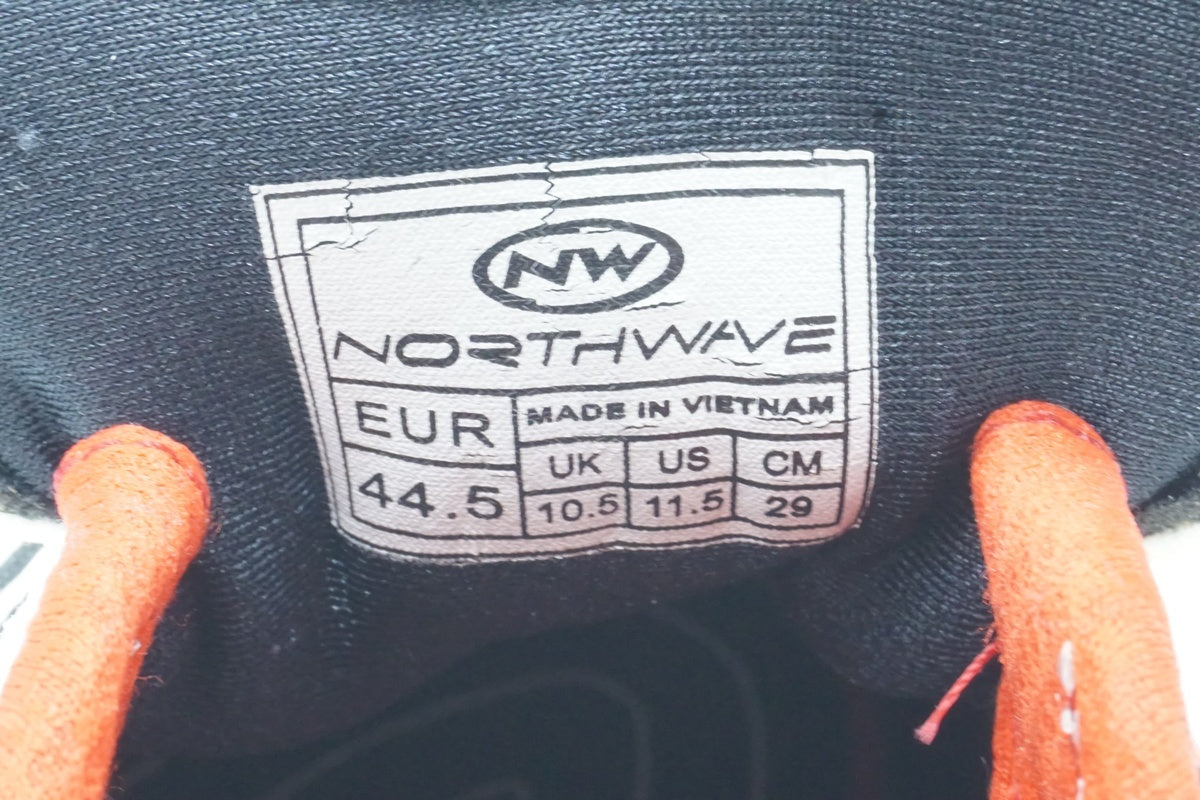 NW
NORTHWAVE
EUR
MADE IN VIETNAM
UK US CM
44.5
10.5 11.5 29